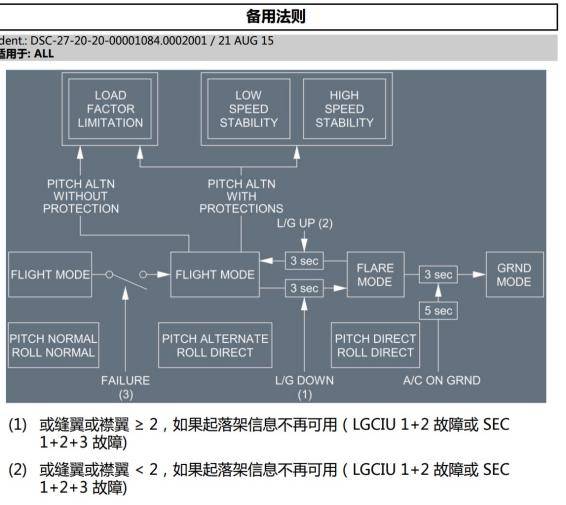 备用法则
dent.: DSC-27-20-20-00001084.0002001 / 21 AUG 15
适用于: ALL
LOAD
FACTOR
LIMITATION
LOW
SPEED
STABILITY
HIGH
SPEED
STABILITY
PITCH ALTN
WITHOUT
PROTECTION
PITCH ALTN
WITH
PROTECTIONS
L/G UP (2)
FLIGHT MODE
FLIGHT MODE
3 sec
3 sec
FLARE
MODE
3 sec
5 sec
GRND
MODE
PITCH NORMAL
ROLL NORMAL
PITCH ALTERNATE
ROLL DIRECT
PITCH DIRECT
ROLL DIRECT
FAILURE
(3)
L/G DOWN
(1)
A/C ON GRND
(1) 或缝翼或襟翼 ≥ 2，如果起落架信息不再可用 ( LGCIU 1+2 故障或 SEC
1+2+3 故障)
(2) 或缝翼或襟翼 < 2，如果起落架信息不再可用 ( LGCIU 1+2 故障或 SEC
1+2+3 故障)